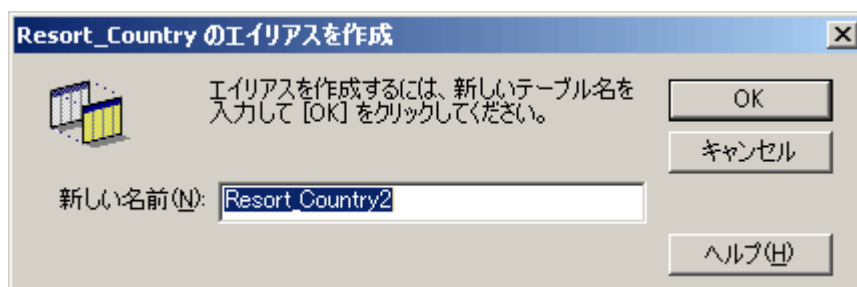 Resort_Country のエイリアスを作成
エイリアスを作成するには、新しいテーブル名を
入力して [OK] をクリックしてください。
OK
キャンセル
新しい名前(N): Resort_Country2
ヘルプ(H)